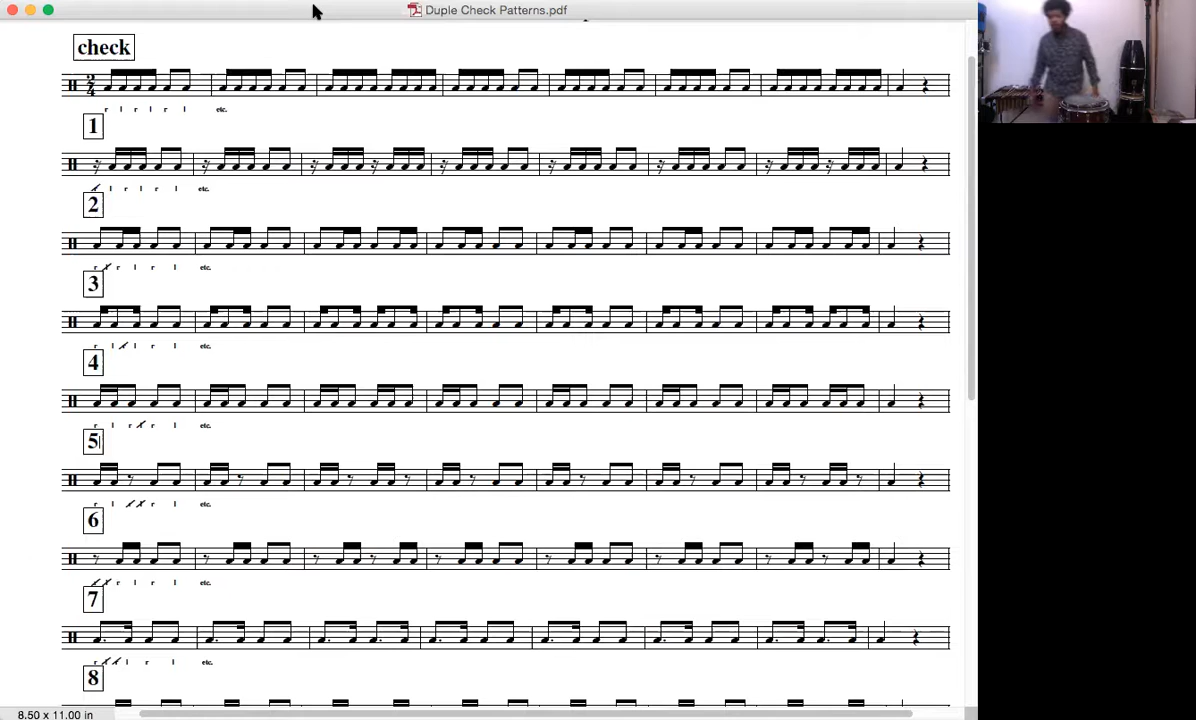 Duple Check Patterns.pdf
check
2
4
r l r l r l etc.
1
r l r l r l etc.
2
r r l r l etc.
3
r l r l r l etc.
4
r l r r l etc.
5
r l r l r l etc.
6
r l r l r l etc.
7
r l r l r l etc.
8
8.50 x 11.00 in